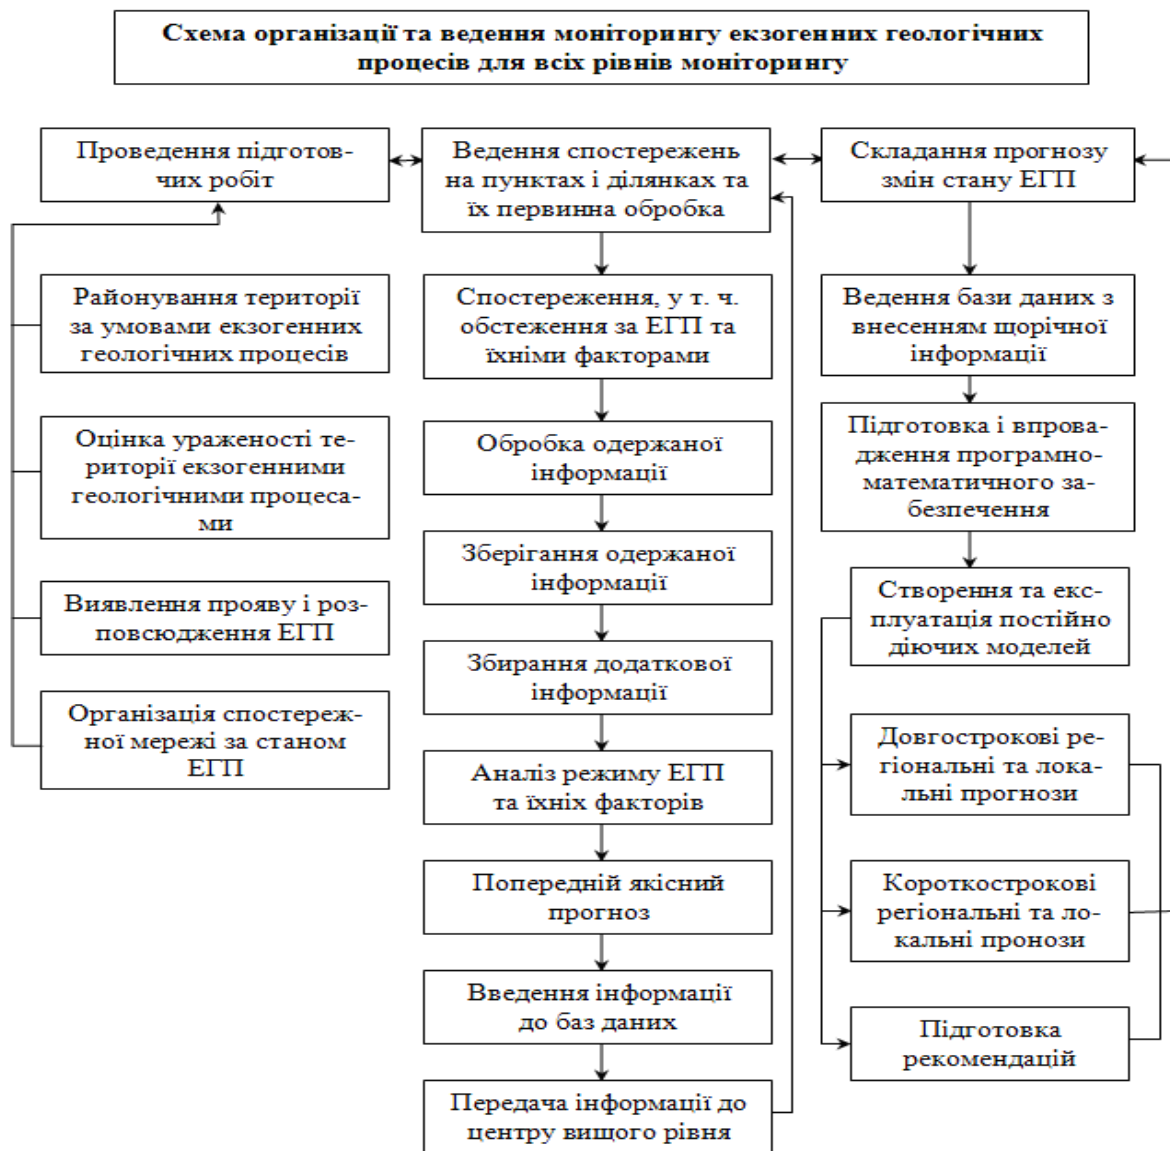 Схема організації та ведення моніторингу екзогенних геологічних
процесів для всіх рівнів моніторингу
Проведення підготов-
чих робіт
Районування території
за умовами екзогенних
геологічних процесів
Оцінка ураженості те-
риторії екзогенними
геологічними процеса-
ми
Виявлення прояву і роз-
повсюдження ЕГП
Організація спостереж-
ної мережі за станом
ЕГП
Ведення спостережень
на пунктах і ділянках та
їх первинна обробка
Спостереження, у т. ч.
обстеження за ЕГП та
їхніми факторами
Обробка одержаної
інформації
Зберігання одержаної
інформації
Збирання додаткової
інформації
Аналіз режиму ЕГП
та їхніх факторів
Попередній якісний
прогноз
Введення інформації
до баз даних
Передача інформації до
центру вищого рівня
Складання прогнозу
змін стану ЕГП
Ведення бази даних з
внесенням щорічної
інформації
Підготовка і впрова-
дження програмно-
математичного за-
безпечення
Створення та екс-
плуатація постійно
діючих моделей
Довгострокові ре-
гіональні та лока-
льні прогнози
Короткострокові
регіональні та ло-
кальні пронози
Підготовка
рекомендацій